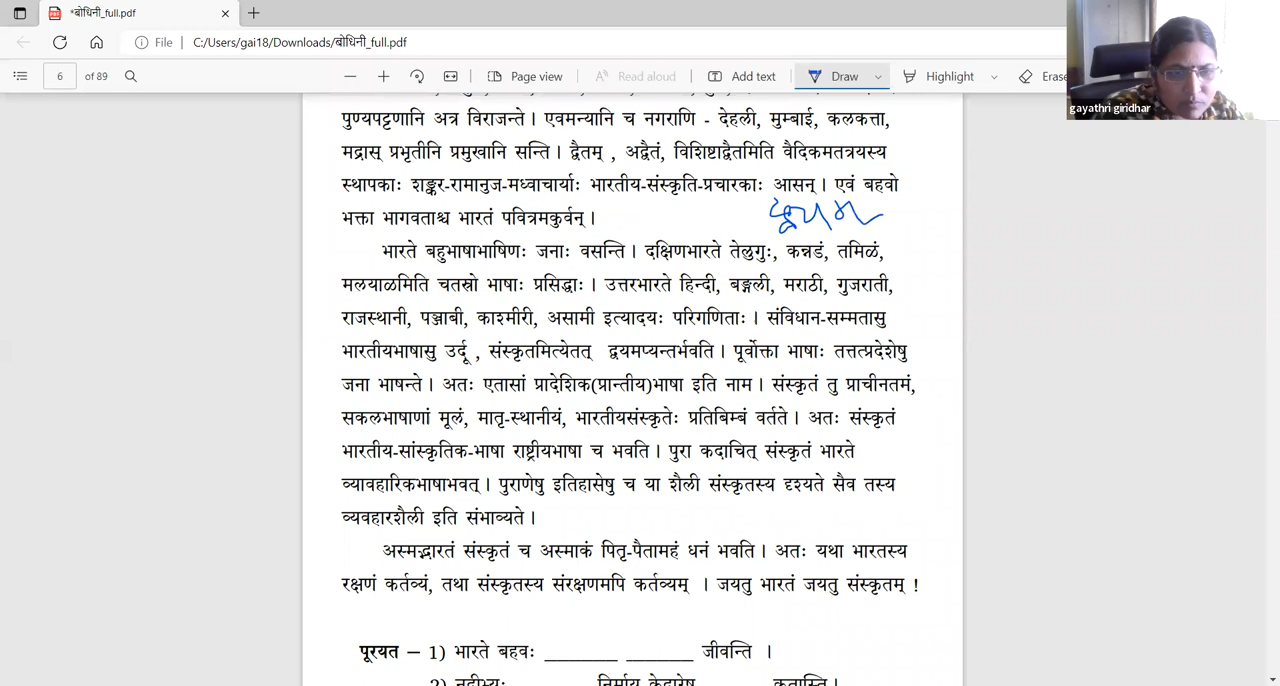 *बोधिनी_full.pdf
File C:/Users/gai18/Downloads/बोधिनी_full.pdf
6 of 89 Page view Read aloud Add text Draw Highlight Erase
gayathri giridhar
पुण्यपट्टणानि अत्र विराजन्ते । एवमन्यानि च नगराणि - देहली, मुम्बाई, कलकत्ता,
मद्रास् प्रभृतीनि प्रमुखानि सन्ति । द्वैतम् , अद्वैतं, विशिष्टाद्वैतमिति वैदिकमतत्रयस्य
स्थापकाः शङ्कर-रामानुज-मध्वाचार्याः भारतीय-संस्कृति-प्रचारकाः आसन् । एवं बहवो
भक्ता भागवताश्च भारतं पवित्रमकुर्वन् ।
भारते बहुभाषाभाषिणः जनाः वसन्ति । दक्षिणभारते तेलुगुः, कन्नडं, तमिळं,
मलयाळमिति चतस्रो भाषाः प्रसिद्धाः । उत्तरभारते हिन्दी, बङ्गली, मराठी, गुजराती,
राजस्थानी, पञ्जाबी, काश्मीरी, असामी इत्यादयः परिगणिताः । संविधान-सम्मतासु
भारतीयभाषासु उर्दू , संस्कृतमित्येतत् द्वयमप्यन्तर्भवति । पूर्वोक्ता भाषाः तत्तत्प्रदेशेषु
जना भाषन्ते । अतः एतासां प्रादेशिक(प्रान्तीय)भाषा इति नाम । संस्कृतं तु प्राचीनतमं,
सकलभाषाणां मूलं, मातृ-स्थानीयं, भारतीयसंस्कृतेः प्रतिबिम्बं वर्तते । अतः संस्कृतं
भारतीय-सांस्कृतिक-भाषा राष्ट्रीयभाषा च भवति । पुरा कदाचित् संस्कृतं भारते
व्यावहारिकभाषाभवत् । पुराणेषु इतिहासेषु च या शैली संस्कृतस्य दृश्यते सैव तस्य
व्यवहारशैली इति संभाव्यते ।
अस्मद्भारतं संस्कृतं च अस्माकं पितृ-पैतामहं धनं भवति । अतः यथा भारतस्य
रक्षणं कर्तव्यं, तथा संस्कृतस्य संरक्षणमपि कर्तव्यम् । जयतु भारतं जयतु संस्कृतम् !
पूरयत – 1) भारते बहवः ______ ______ जीवन्ति ।